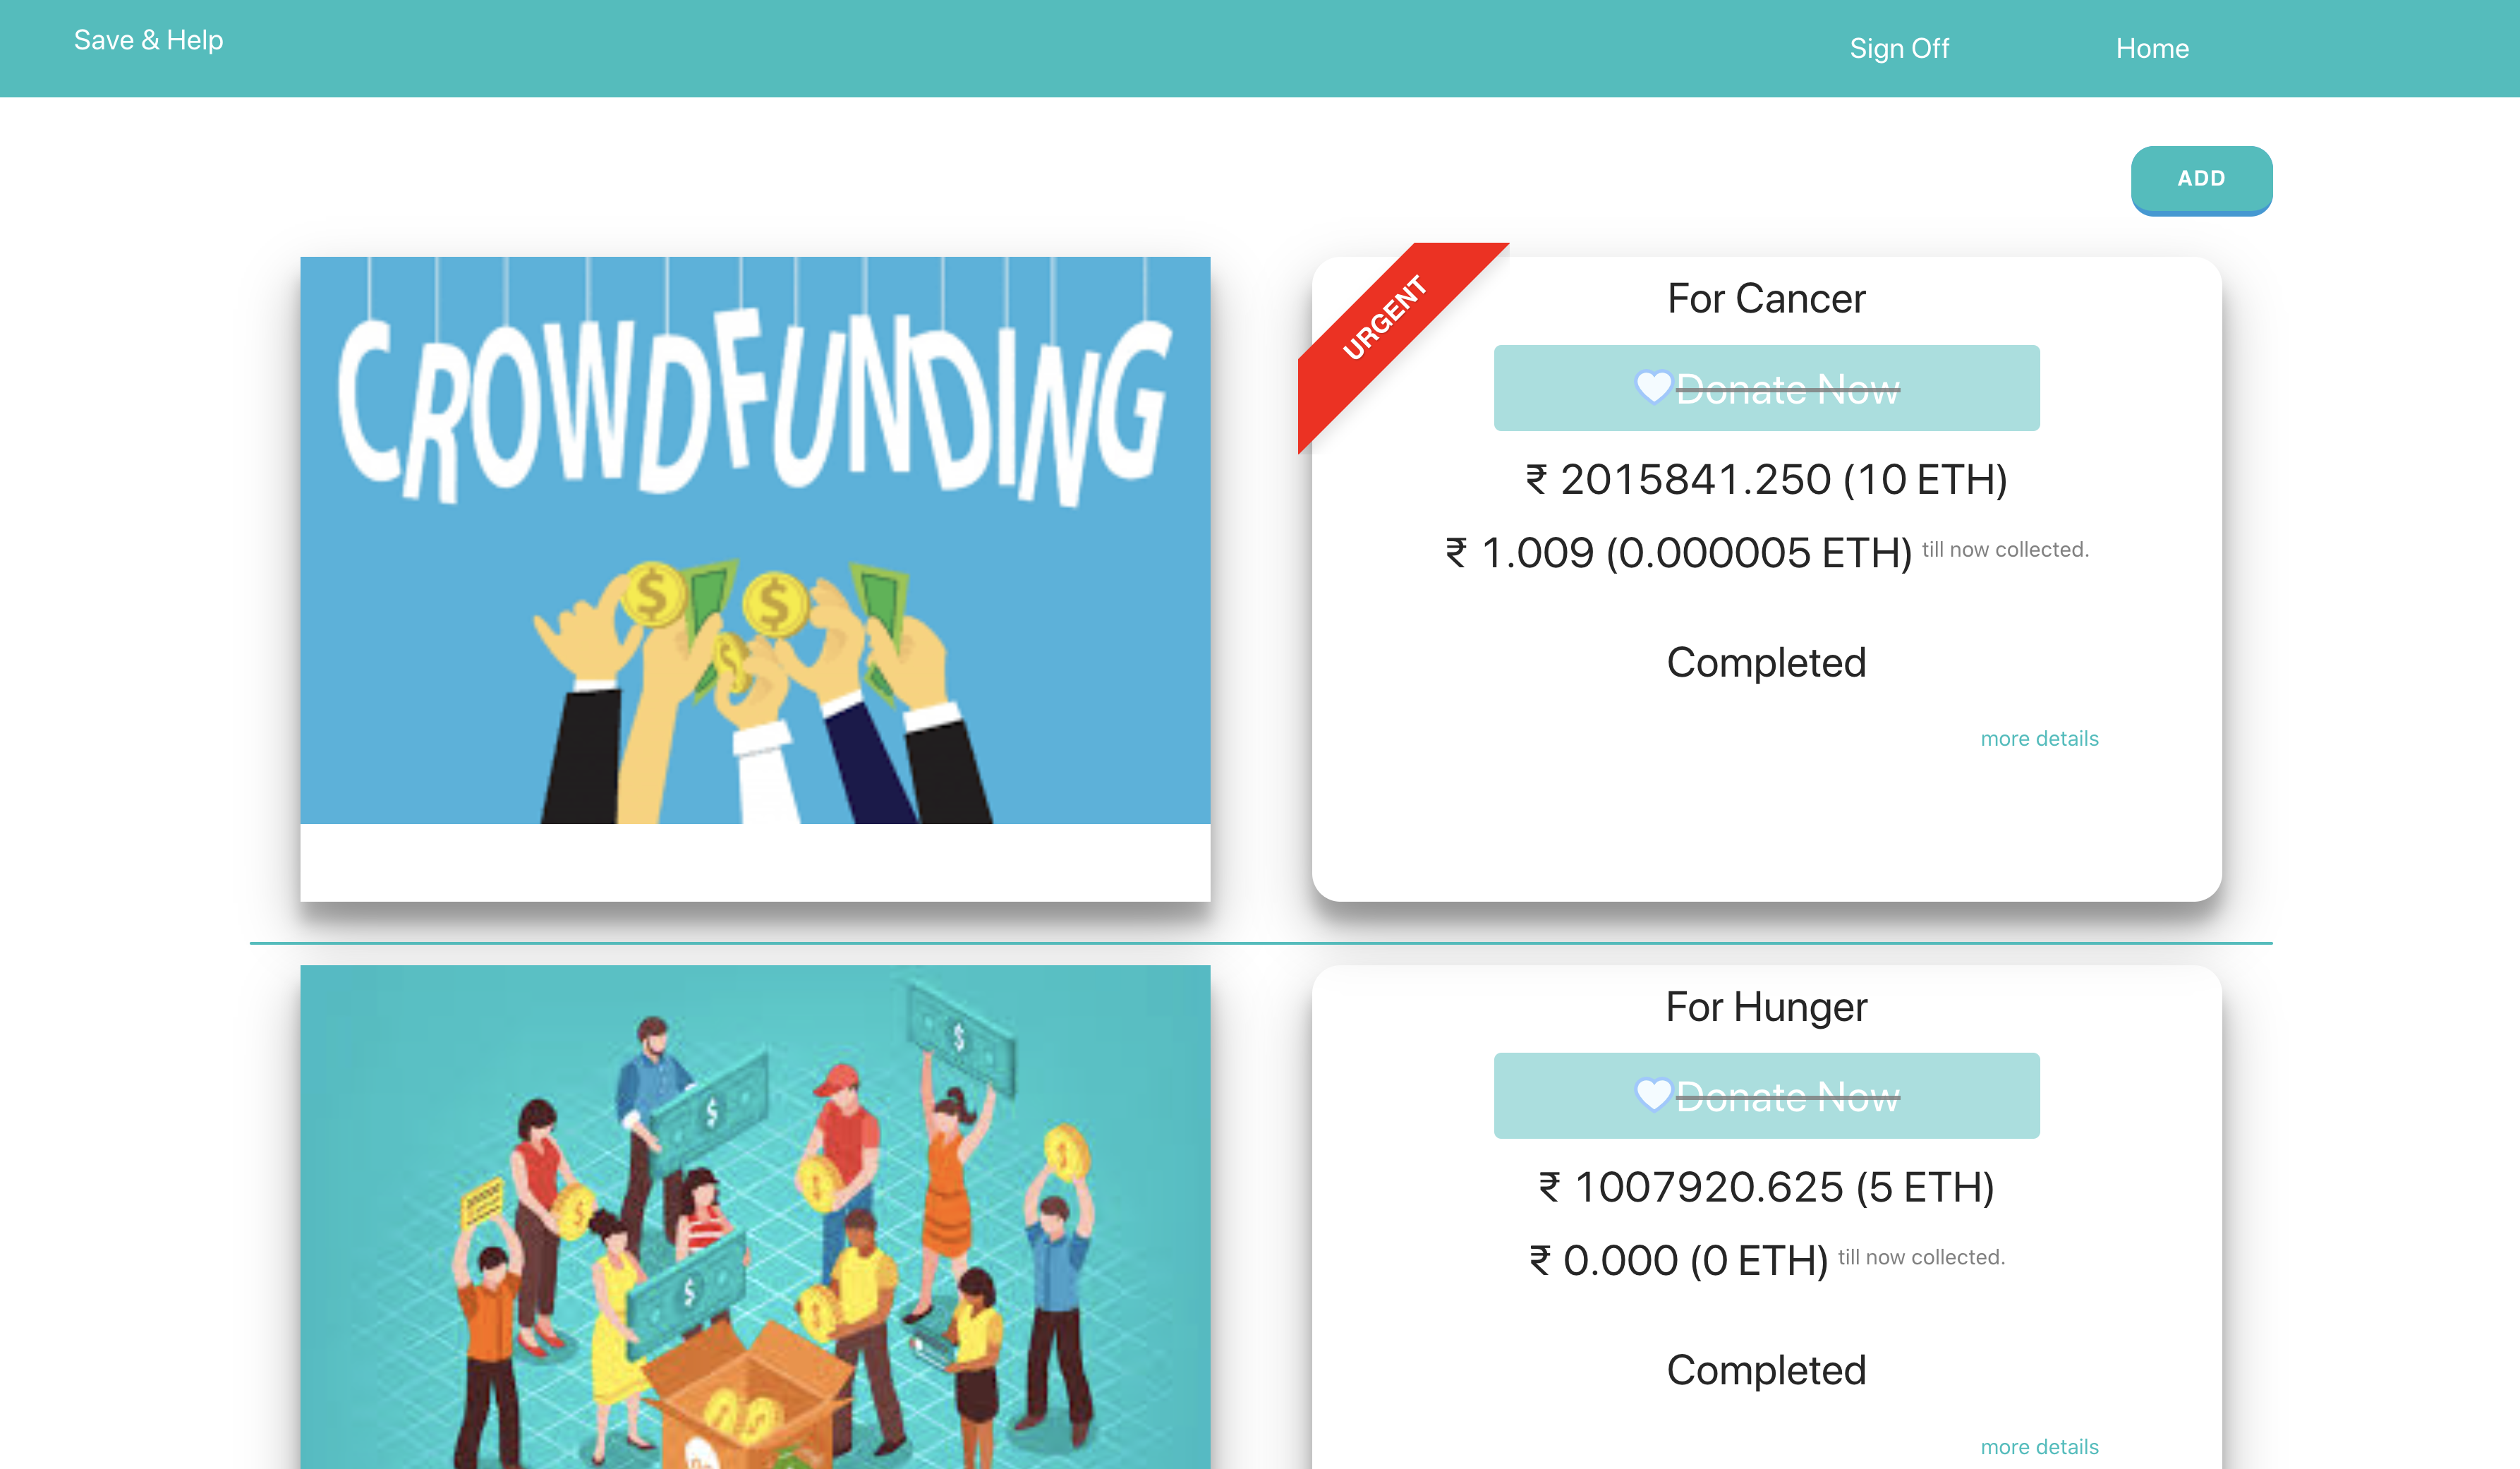 Save & Help
Sign Off
Home
ADD
CROWDFUNDING
$ $
$
URGENT
For Cancer
Donate Now
₹ 2015841.250 (10 ETH)
₹ 1.009 (0.000005 ETH) till now collected.
Completed
more details
For Hunger
Donate Now
₹ 1007920.625 (5 ETH)
₹ 0.000 (0 ETH) till now collected.
Completed
more details